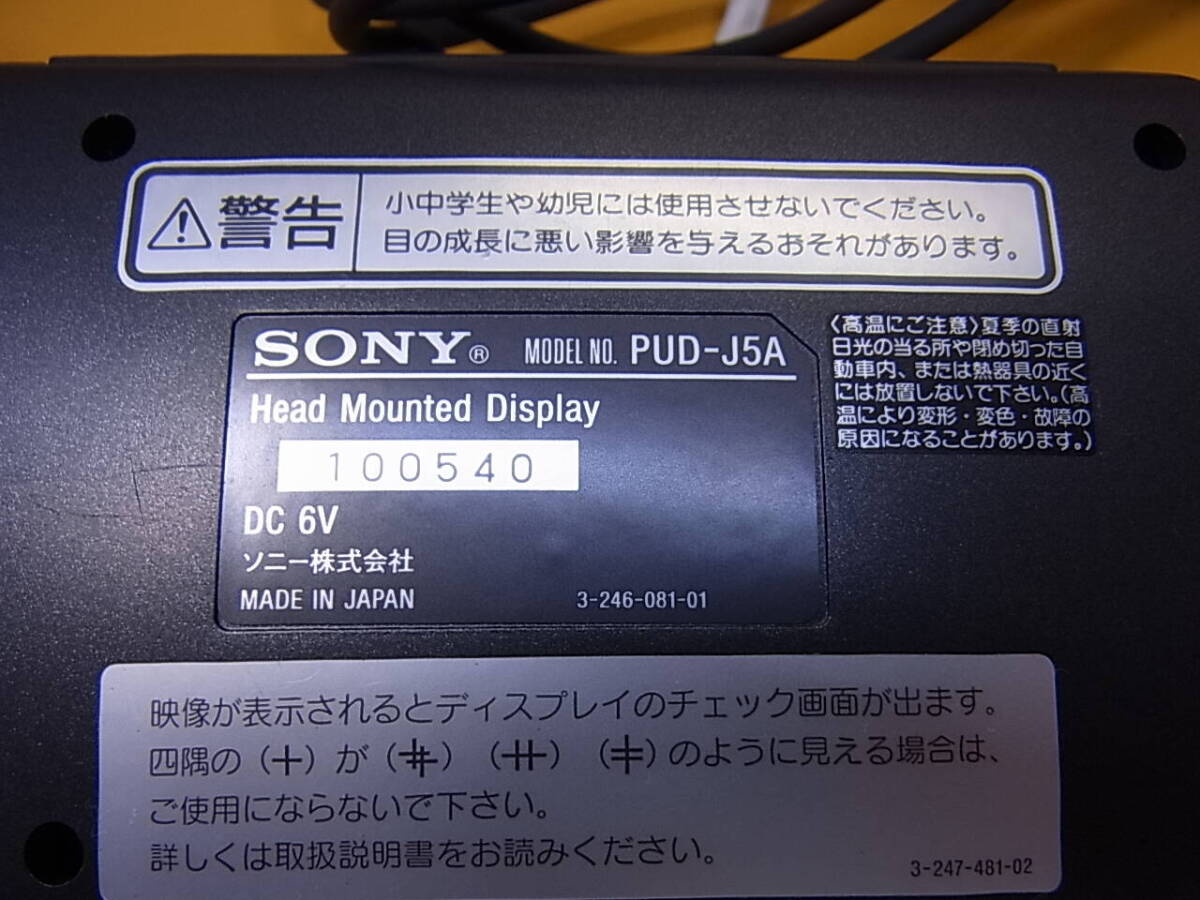 警告
小中学生や幼児には使用させないでください。
目の成長に悪い影響を与えるおそれがあります。
SONY® MODEL NO. PUD-J5A
Head Mounted Display
100540
DC 6V
ソニー株式会社
MADE IN JAPAN 3-246-081-01
〈高温にご注意〉夏季の直射
日光の当る所や閉め切った自
動車内、または熱器具の近く
には放置しないで下さい。(高
温により変形・変色・故障の
原因になることがあります。)
映像が表示されるとディスプレイのチェック画面が出ます。
四隅の(十)が(キ)(艹)(キ)のように見える場合は、
ご使用にならないで下さい。
詳しくは取扱説明書をお読みください。
3-247-481-02